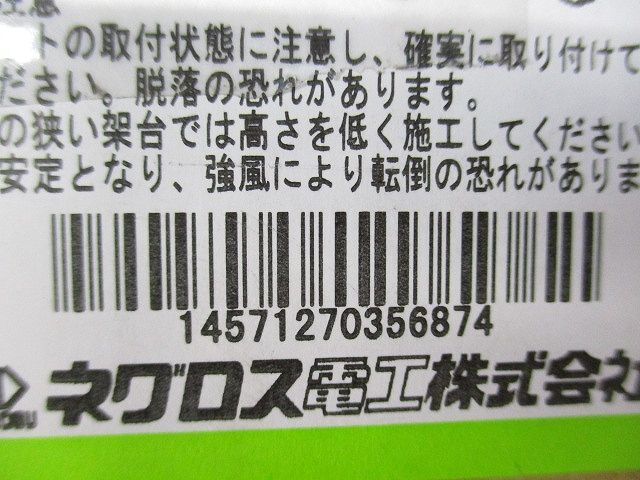 注意
ートの取付状態に注意し、確実に取り付けて
ださい。脱落の恐れがあります。
の狭い架台では高さを低く施工してください
安定となり、強風により転倒の恐れがありま
14571270356874
ネグロス電工株式会社